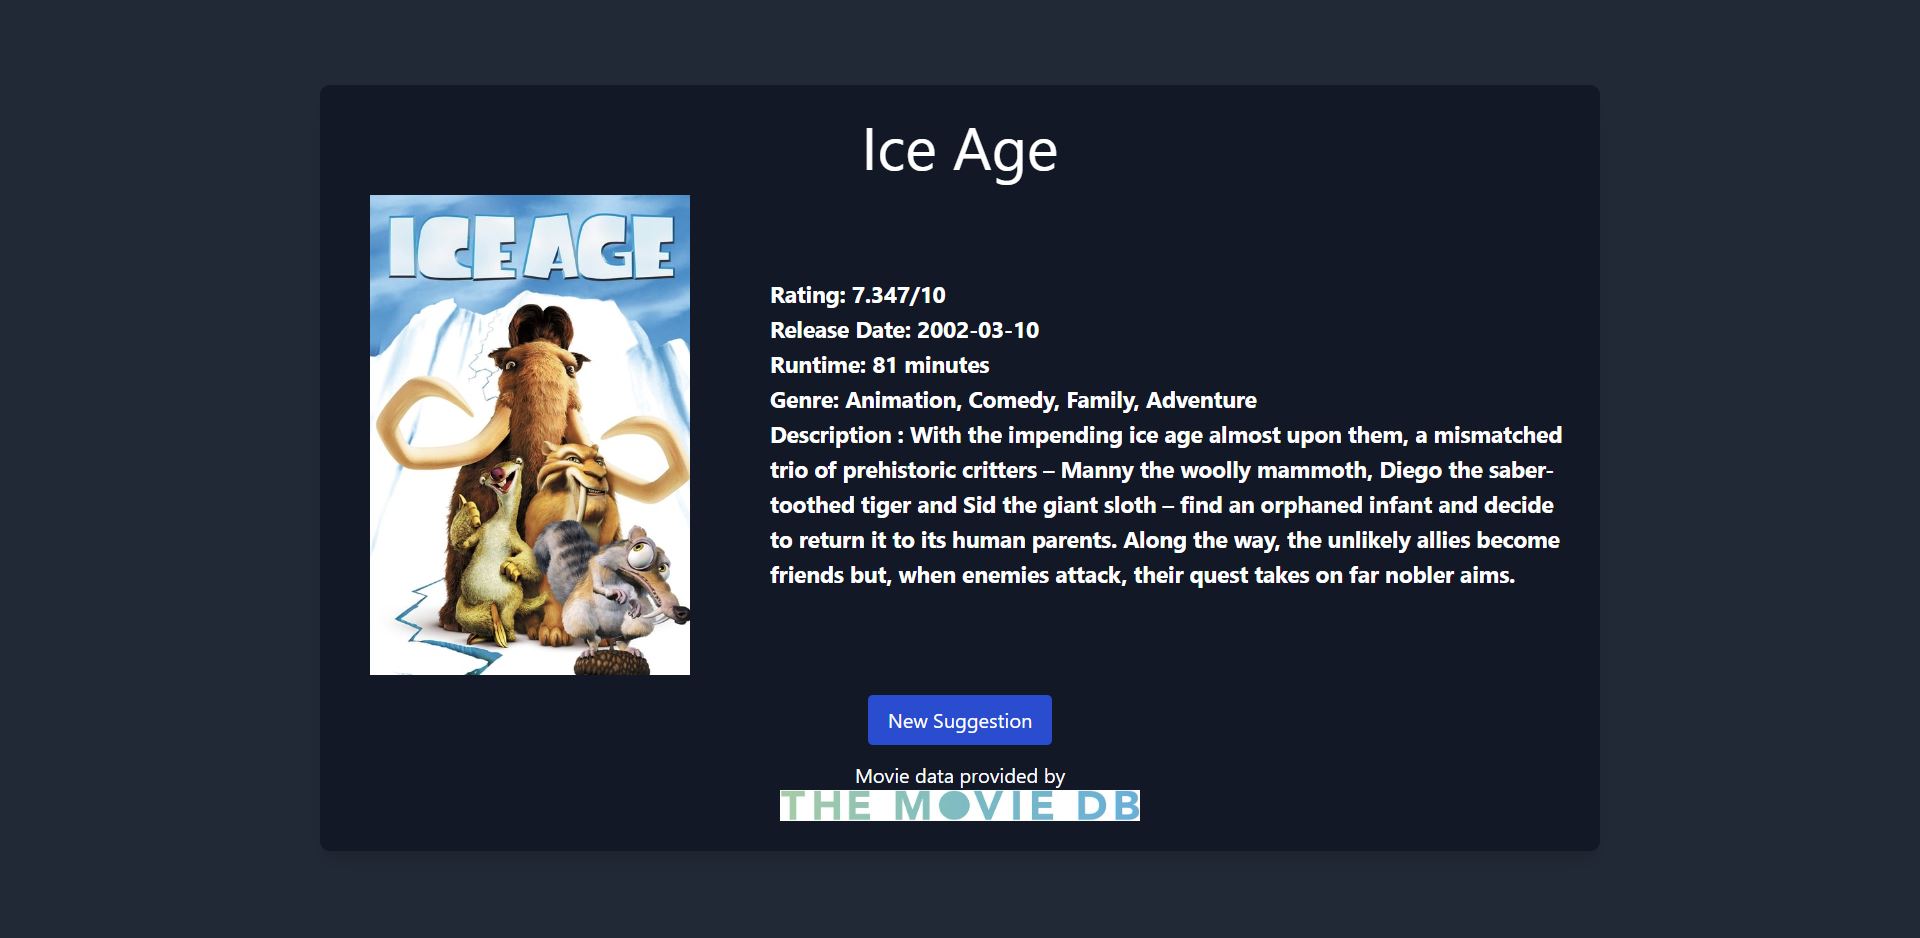 Ice Age
ICE AGE
Rating: 7.347/10
Release Date: 2002-03-10
Runtime: 81 minutes
Genre: Animation, Comedy, Family, Adventure
Description : With the impending ice age almost upon them, a mismatched
trio of prehistoric critters – Manny the woolly mammoth, Diego the saber-
toothed tiger and Sid the giant sloth – find an orphaned infant and decide
to return it to its human parents. Along the way, the unlikely allies become
friends but, when enemies attack, their quest takes on far nobler aims.
New Suggestion
Movie data provided by
THE MOVIE DB